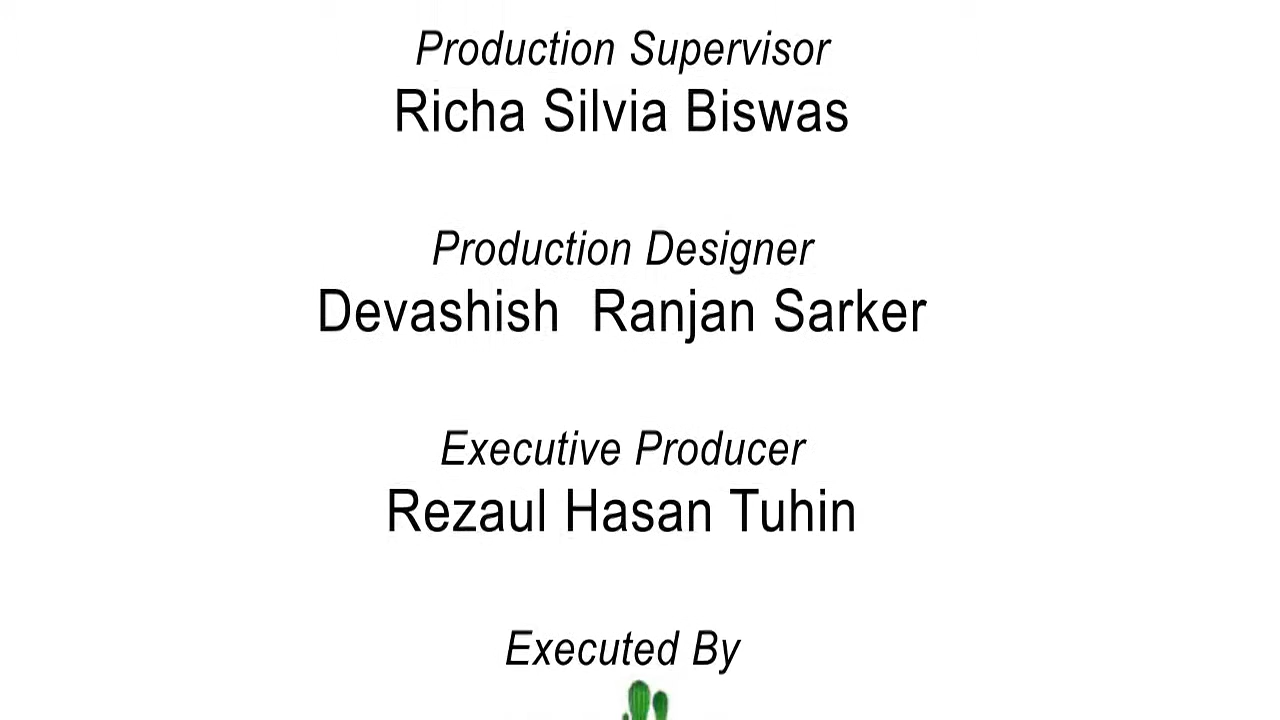 Production Supervisor
Richa Silvia Biswas
Production Designer
Devashish  Ranjan Sarker
Executive Producer
Rezaul Hasan Tuhin
Executed By